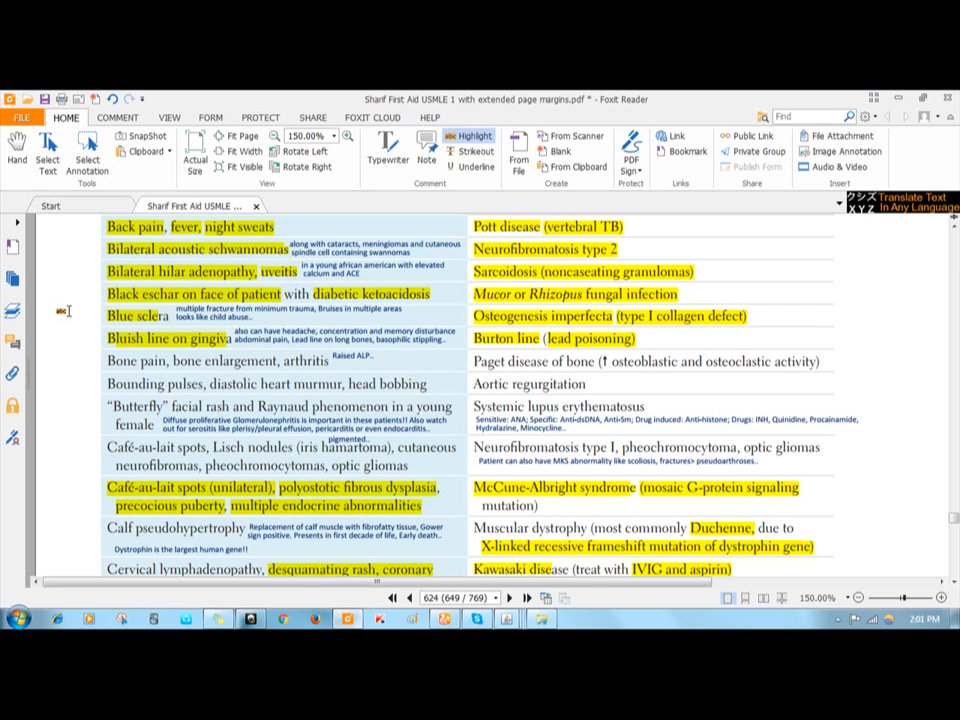 Sharif First Aid USMLE 1 with extended page margins.pdf * - Foxit Reader
FILE HOME COMMENT VIEW FORM PROTECT SHARE FOXIT CLOUD HELP Find
SnapShot Fit Page 150.00% abc Highlight From Scanner Link Public Link File Attachment
Clipboard Fit Width Rotate Left Strikeout Blank Bookmark Private Group Image Annotation
Fit Visible Rotate Right Underline From Clipboard Publish Form Audio & Video
Hand Select Text Select Annotation Actual Size Typewriter Note From File PDF Sign
Tools View Comment Create Protect Links Share Insert
Start Sharif First Aid USMLE ...
クシズ Translate Text
XYZ In Any Language
Back pain, fever, night sweats Pott disease (vertebral TB)
Bilateral acoustic schwannomas along with cataracts, meningiomas and cutaneous Neurofibromatosis type 2
spindle cell containing swannomas
Bilateral hilar adenopathy, uveitis in a young african american with elevated Sarcoidosis (noncaseating granulomas)
calcium and ACE
Black eschar on face of patient with diabetic ketoacidosis Mucor or Rhizopus fungal infection
abc
Blue sclera multiple fracture from minimum trauma, Bruises in multiple areas Osteogenesis imperfecta (type I collagen defect)
looks like child abuse..
Bluish line on gingiva also can have headache, concentration and memory disturbance Burton line (lead poisoning)
abdominal pain, Lead line on long bones, basophilic stippling..
Bone pain, bone enlargement, arthritis Raised ALP.. Paget disease of bone (↑ osteoblastic and osteoclastic activity)
Bounding pulses, diastolic heart murmur, head bobbing Aortic regurgitation
“Butterfly” facial rash and Raynaud phenomenon in a young Systemic lupus erythematosus
female Diffuse proliferative Glomerulonephritis is important in these patients!! Also watch Sensitive: ANA; Specific: Anti-dsDNA, Anti-Sm; Drug induced: Anti-histone; Drugs: INH, Quinidine, Procainamide,
out for serositis like plerisy/pleural effusion, pericarditis or even endocarditis.. Hydralazine, Minocycline..
pigmented..
Café-au-lait spots, Lisch nodules (iris hamartoma), cutaneous Neurofibromatosis type I, pheochromocytoma, optic gliomas
neurofibromas, pheochromocytomas, optic gliomas Patient can also have MKS abnormality like scoliosis, fractures> pseudoarthroses..
Café-au-lait spots (unilateral), polyostotic fibrous dysplasia, McCune-Albright syndrome (mosaic G-protein signaling
precocious puberty, multiple endocrine abnormalities mutation)
Calf pseudohypertrophy Replacement of calf muscle with fibrofatty tissue, Gower Muscular dystrophy (most commonly Duchenne, due to
sign positive. Presents in first decade of life, Early death..
Dystrophin is the largest human gene!! X-linked recessive frameshift mutation of dystrophin gene)
Cervical lymphadenopathy, desquamating rash, coronary Kawasaki disease (treat with IVIG and aspirin)
624 (649 / 769) 150.00%
2:01 PM